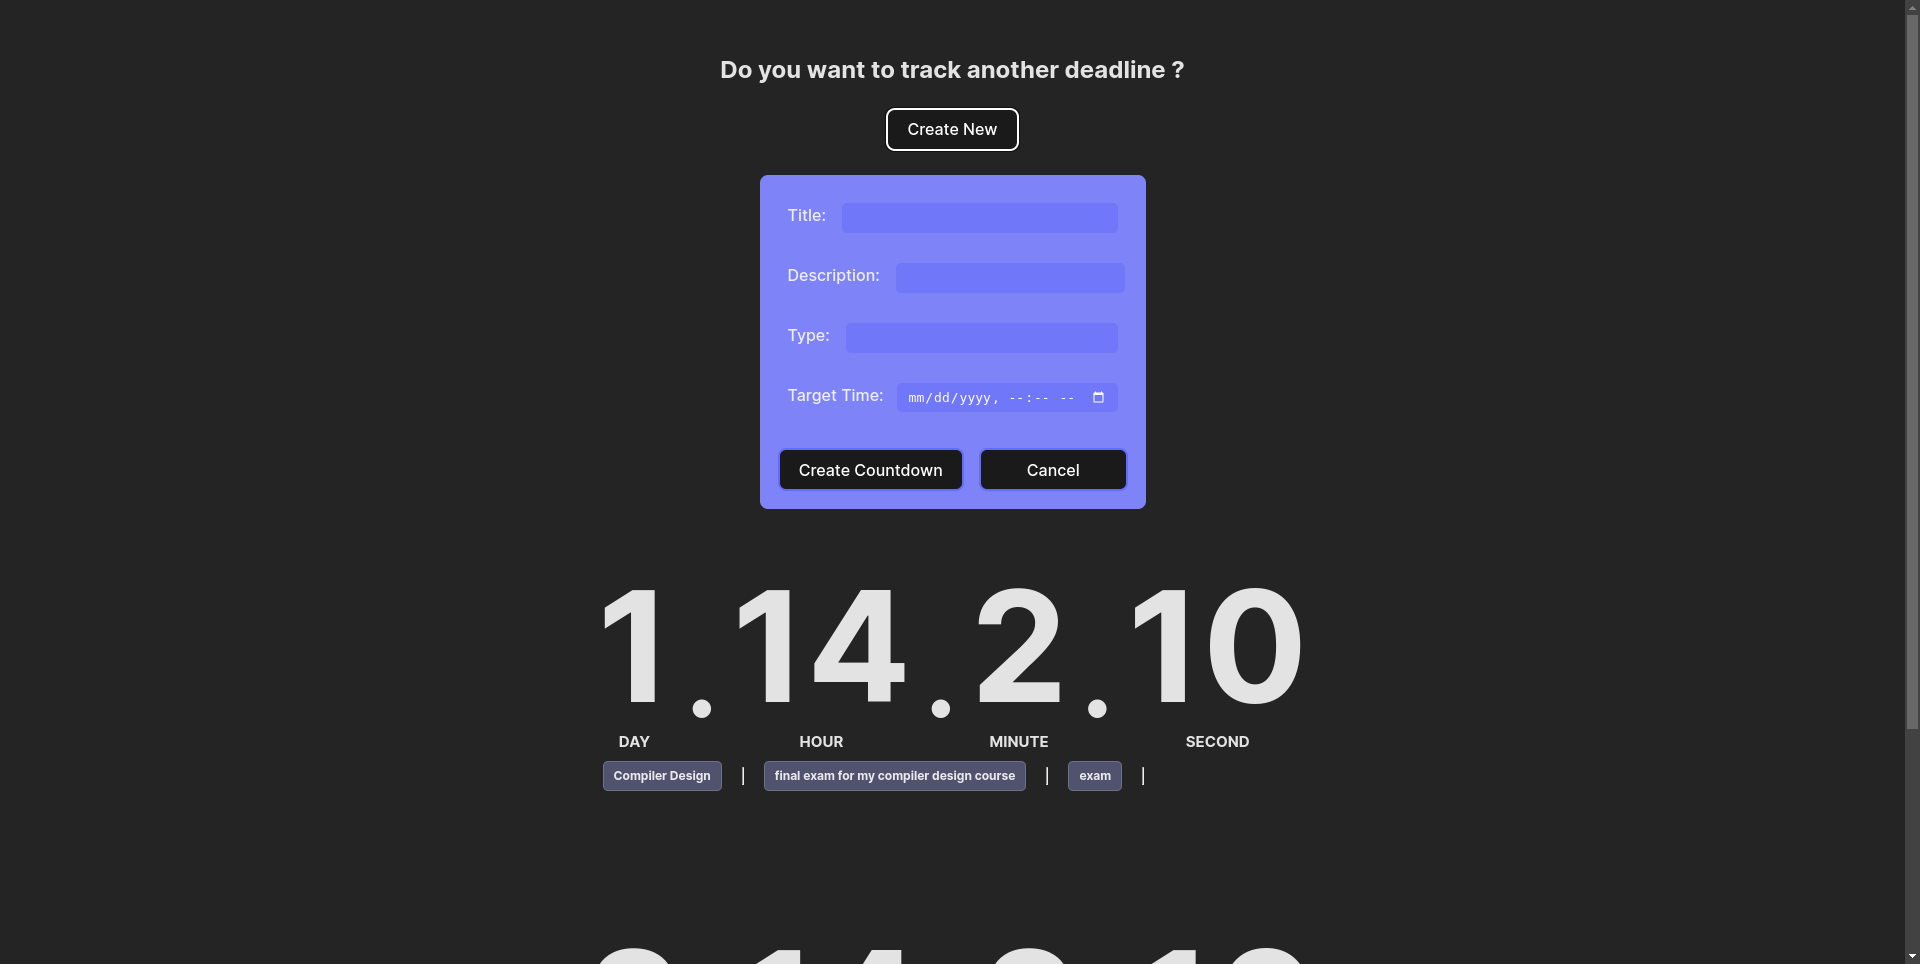 Do you want to track another deadline ?
Create New
Title:
Description:
Type:
Target Time: mm/dd/yyyy, --:-- --
Create Countdown Cancel
1 . 14 . 2 . 10
DAY HOUR MINUTE SECOND
Compiler Design | final exam for my compiler design course | exam |